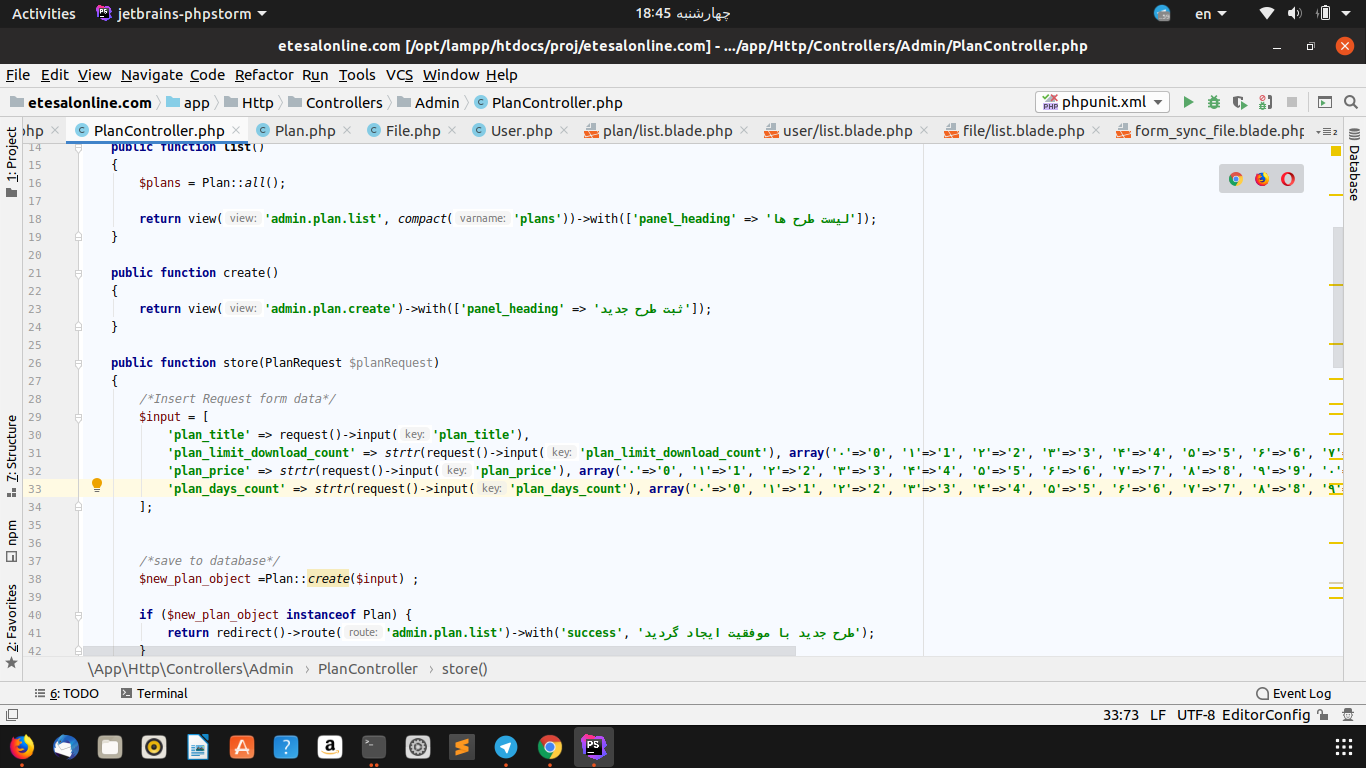 Activities jetbrains-phpstorm چهارشنبه 18:45 en
etesalonline.com [/opt/lampp/htdocs/proj/etesalonline.com] - .../app/Http/Controllers/Admin/PlanController.php
File Edit View Navigate Code Refactor Run Tools VCS Window Help
etesalonline.com app Http Controllers Admin PlanController.php phpunit.xml
PlanController.php Plan.php File.php User.php plan/list.blade.php user/list.blade.php file/list.blade.php form_sync_file.blade.php
1: Project
7: Structure
npm
2: Favorites
Database
14 public function list()
15 {
16 $plans = Plan::all();
17
18 return view( view: 'admin.plan.list', compact( varname: 'plans'))->with(['panel_heading' => 'لیست طرح ها']);
19 }
20
21 public function create()
22 {
23 return view( view: 'admin.plan.create')->with(['panel_heading' => 'ثبت طرح جدید']);
24 }
25
26 public function store(PlanRequest $planRequest)
27 {
28 /*Insert Request form data*/
29 $input = [
30 'plan_title' => request()->input( key: 'plan_title'),
31 'plan_limit_download_count' => strtr(request()->input( key: 'plan_limit_download_count'), array('۰'=>'0', '۱'=>'1', '۲'=>'2', '۳'=>'3', '۴'=>'4', '۵'=>'5', '۶'=>'6', '۷'
32 'plan_price' => strtr(request()->input( key: 'plan_price'), array('۰'=>'0', '۱'=>'1', '۲'=>'2', '۳'=>'3', '۴'=>'4', '۵'=>'5', '۶'=>'6', '۷'=>'7', '۸'=>'8', '۹'=>'9', '۰'
33 'plan_days_count' => strtr(request()->input( key: 'plan_days_count'), array('۰'=>'0', '۱'=>'1', '۲'=>'2', '۳'=>'3', '۴'=>'4', '۵'=>'5', '۶'=>'6', '۷'=>'7', '۸'=>'8', '۹'=
34 ];
35
36
37 /*save to database*/
38 $new_plan_object =Plan::create($input) ;
39
40 if ($new_plan_object instanceof Plan) {
41 return redirect()->route( route: 'admin.plan.list')->with('success', 'طرح جدید با موفقیت ایجاد گردید');
42 }
\App\Http\Controllers\Admin › PlanController › store()
6: TODO Terminal Event Log
33:73 LF UTF-8 EditorConfig